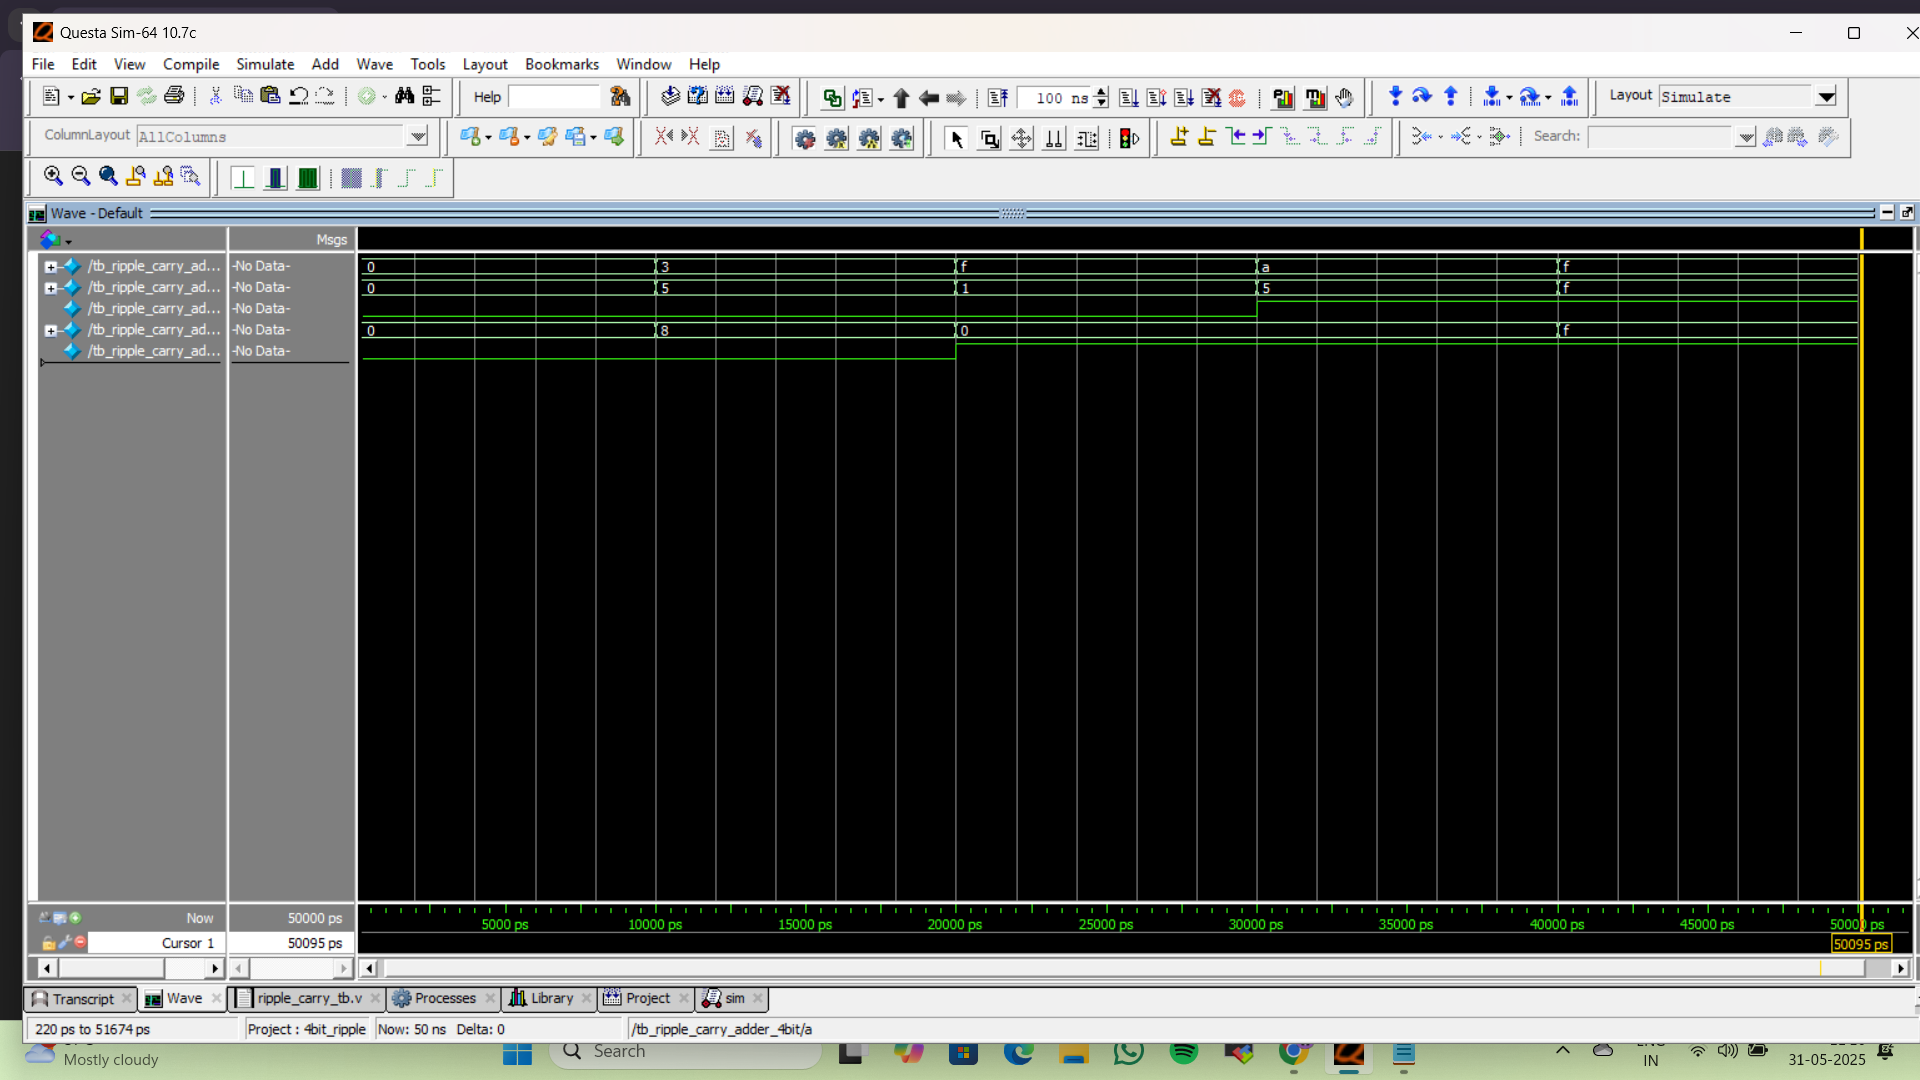 Questa Sim-64 10.7c
File Edit View Compile Simulate Add Wave Tools Layout Bookmarks Window Help
Help 100 ns Layout Simulate
ColumnLayout AllColumns Search:
Wave - Default
Msgs
/tb_ripple_carry_ad... -No Data- 0 3 f a f
/tb_ripple_carry_ad... -No Data- 0 5 1 5 f
/tb_ripple_carry_ad... -No Data-
/tb_ripple_carry_ad... -No Data- 0 8 0 f
/tb_ripple_carry_ad... -No Data-
Now 50000 ps 5000 ps 10000 ps 15000 ps 20000 ps 25000 ps 30000 ps 35000 ps 40000 ps 45000 ps 50000 ps
Cursor 1 50095 ps 50095 ps
Transcript Wave ripple_carry_tb.v Processes Library Project sim
220 ps to 51674 ps Project : 4bit_ripple Now: 50 ns Delta: 0 /tb_ripple_carry_adder_4bit/a
Mostly cloudy Search IN 31-05-2025